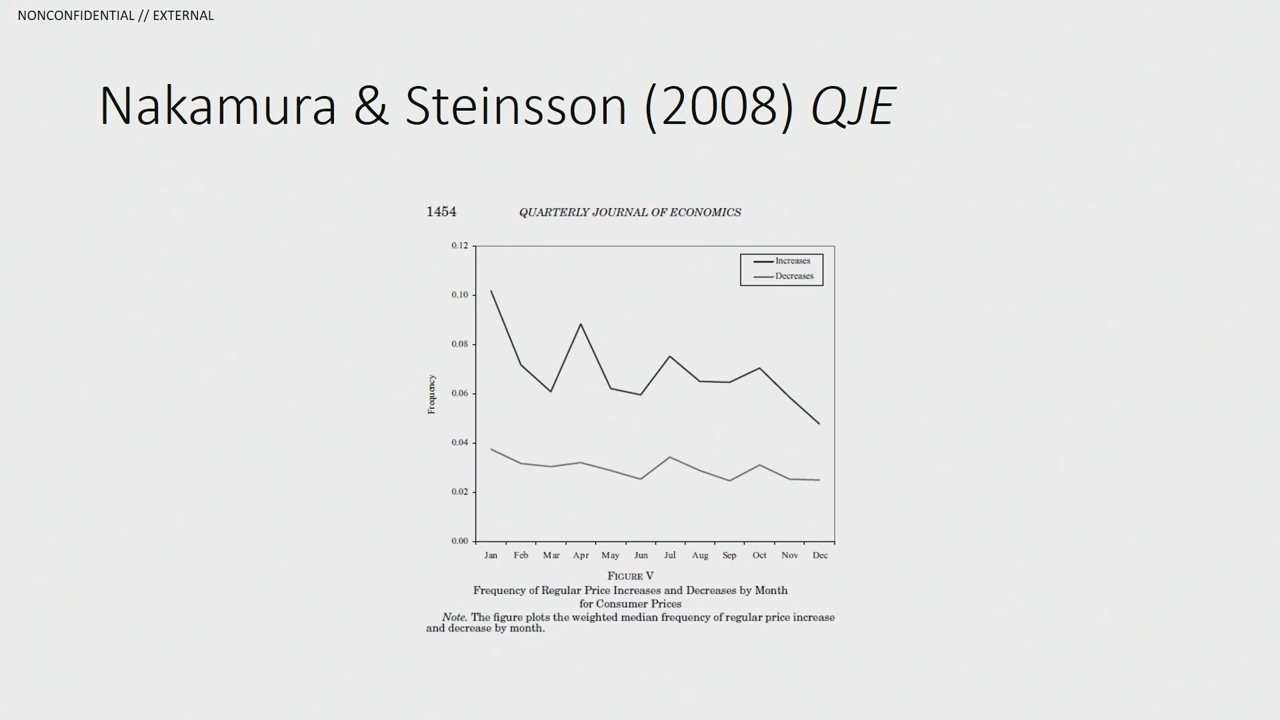 NONCONFIDENTIAL // EXTERNAL
Nakamura & Steinsson (2008) QJE
1454 QUARTERLY JOURNAL OF ECONOMICS
0.12
0.10
0.08
0.06
0.04
0.02
0.00
Frequency
Increases
Decreases
Jan Feb Mar Apr May Jun Jul Aug Sep Oct Nov Dec
FIGURE V
Frequency of Regular Price Increases and Decreases by Month
for Consumer Prices
Note. The figure plots the weighted median frequency of regular price increase
and decrease by month.